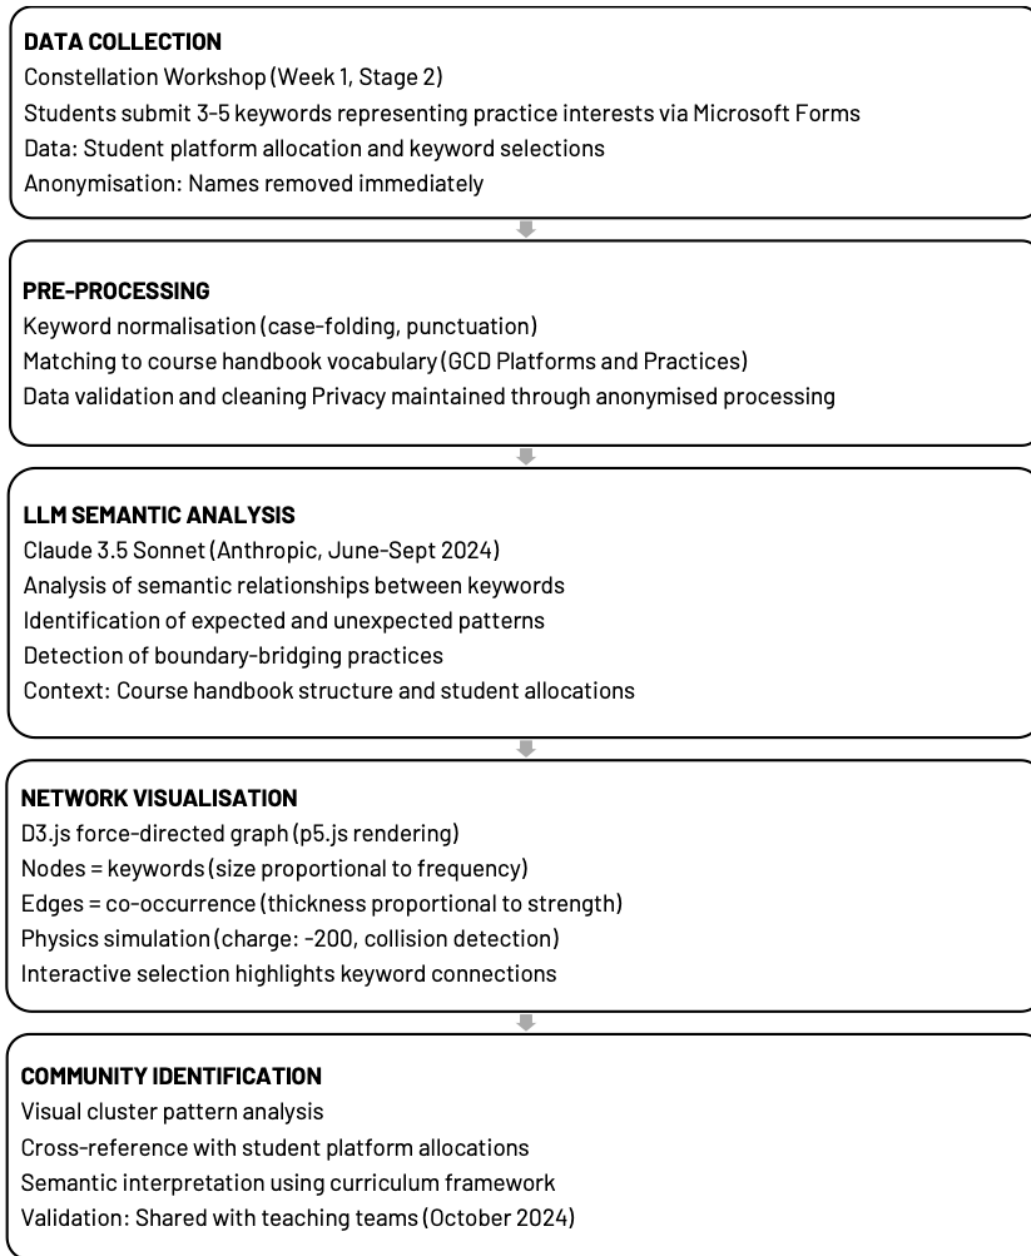 DATA COLLECTION
Constellation Workshop (Week 1, Stage 2)
Students submit 3-5 keywords representing practice interests via Microsoft Forms
Data: Student platform allocation and keyword selections
Anonymisation: Names removed immediately
PRE-PROCESSING
Keyword normalisation (case-folding, punctuation)
Matching to course handbook vocabulary (GCD Platforms and Practices)
Data validation and cleaning Privacy maintained through anonymised processing
LLM SEMANTIC ANALYSIS
Claude 3.5 Sonnet (Anthropic, June-Sept 2024)
Analysis of semantic relationships between keywords
Identification of expected and unexpected patterns
Detection of boundary-bridging practices
Context: Course handbook structure and student allocations
NETWORK VISUALISATION
D3.js force-directed graph (p5.js rendering)
Nodes = keywords (size proportional to frequency)
Edges = co-occurrence (thickness proportional to strength)
Physics simulation (charge: -200, collision detection)
Interactive selection highlights keyword connections
COMMUNITY IDENTIFICATION
Visual cluster pattern analysis
Cross-reference with student platform allocations
Semantic interpretation using curriculum framework
Validation: Shared with teaching teams (October 2024)